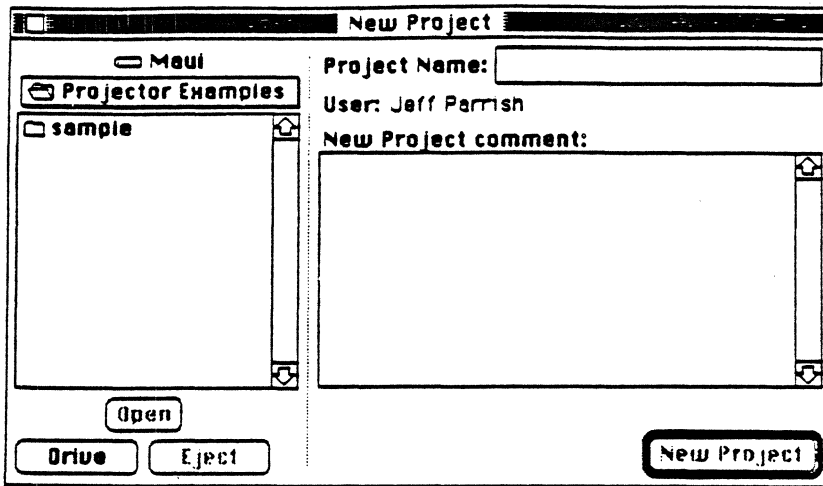 New Project
Maui
Projector Examples
sample
Open
Drive
Eject
Project Name:
User: Jeff Parrish
New Project comment:
New Project